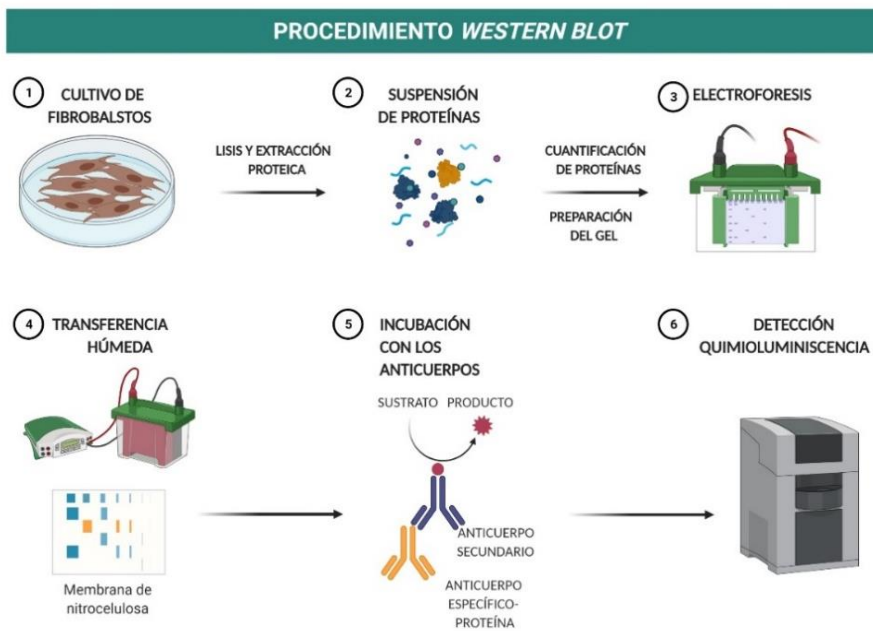 PROCEDIMIENTO WESTERN BLOT
1
CULTIVO DE
FIBROBALSTOS
LISIS Y EXTRACCIÓN
PROTEICA
2
SUSPENSIÓN
DE PROTEÍNAS
CUANTIFICACIÓN
DE PROTEÍNAS
PREPARACIÓN
DEL GEL
3
ELECTROFORESIS
4
TRANSFERENCIA
HÚMEDA
Membrana de
nitrocelulosa
5
INCUBACIÓN
CON LOS
ANTICUERPOS
SUSTRATO PRODUCTO
ANTICUERPO
SECUNDARIO
ANTICUERPO
ESPECÍFICO-
PROTEÍNA
6
DETECCIÓN
QUIMIOLUMINISCENCIA